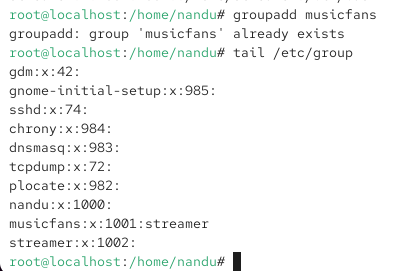 root@localhost:/home/nandu# groupadd musicfans
groupadd: group 'musicfans' already exists
root@localhost:/home/nandu# tail /etc/group
gdm:x:42:
gnome-initial-setup:x:985:
sshd:x:74:
chrony:x:984:
dnsmasq:x:983:
tcpdump:x:72:
plocate:x:982:
nandu:x:1000:
musicfans:x:1001:streamer
streamer:x:1002:
root@localhost:/home/nandu#